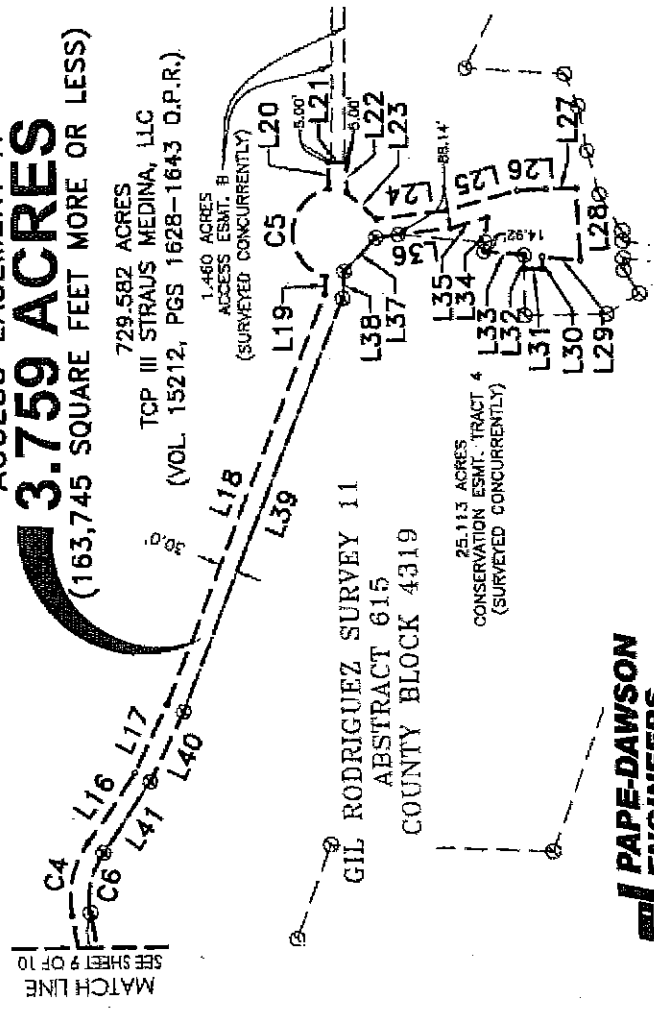 3.759 ACRES
(163,745 SQUARE FEET MORE OR LESS)
729.582 ACRES
TCP III STRAUS MEDINA, LLC
(VOL. 15212, PGS 1628-1643 O.P.R.)
1.460 ACRES
ACCESS ESMT. B
(SURVEYED CONCURRENTLY)
MATCH LINE
SEE SHEET 9 OF 10
C4
C6
L16
L41
L17
L40
30.0'
L18
L39
L19
C5
L20
5.00'
L21
5.00'
L22
L23
L38
L37
L24
L36
88.14'
L25
L35
L26
L34
L27
14.92'
L33
L32
L31
L30
L29
L28
GIL RODRIGUEZ SURVEY 11
ABSTRACT 615
COUNTY BLOCK 4319
25.113 ACRES
CONSERVATION ESMT. TRACT 4
(SURVEYED CONCURRENTLY)
PAPE-DAWSON